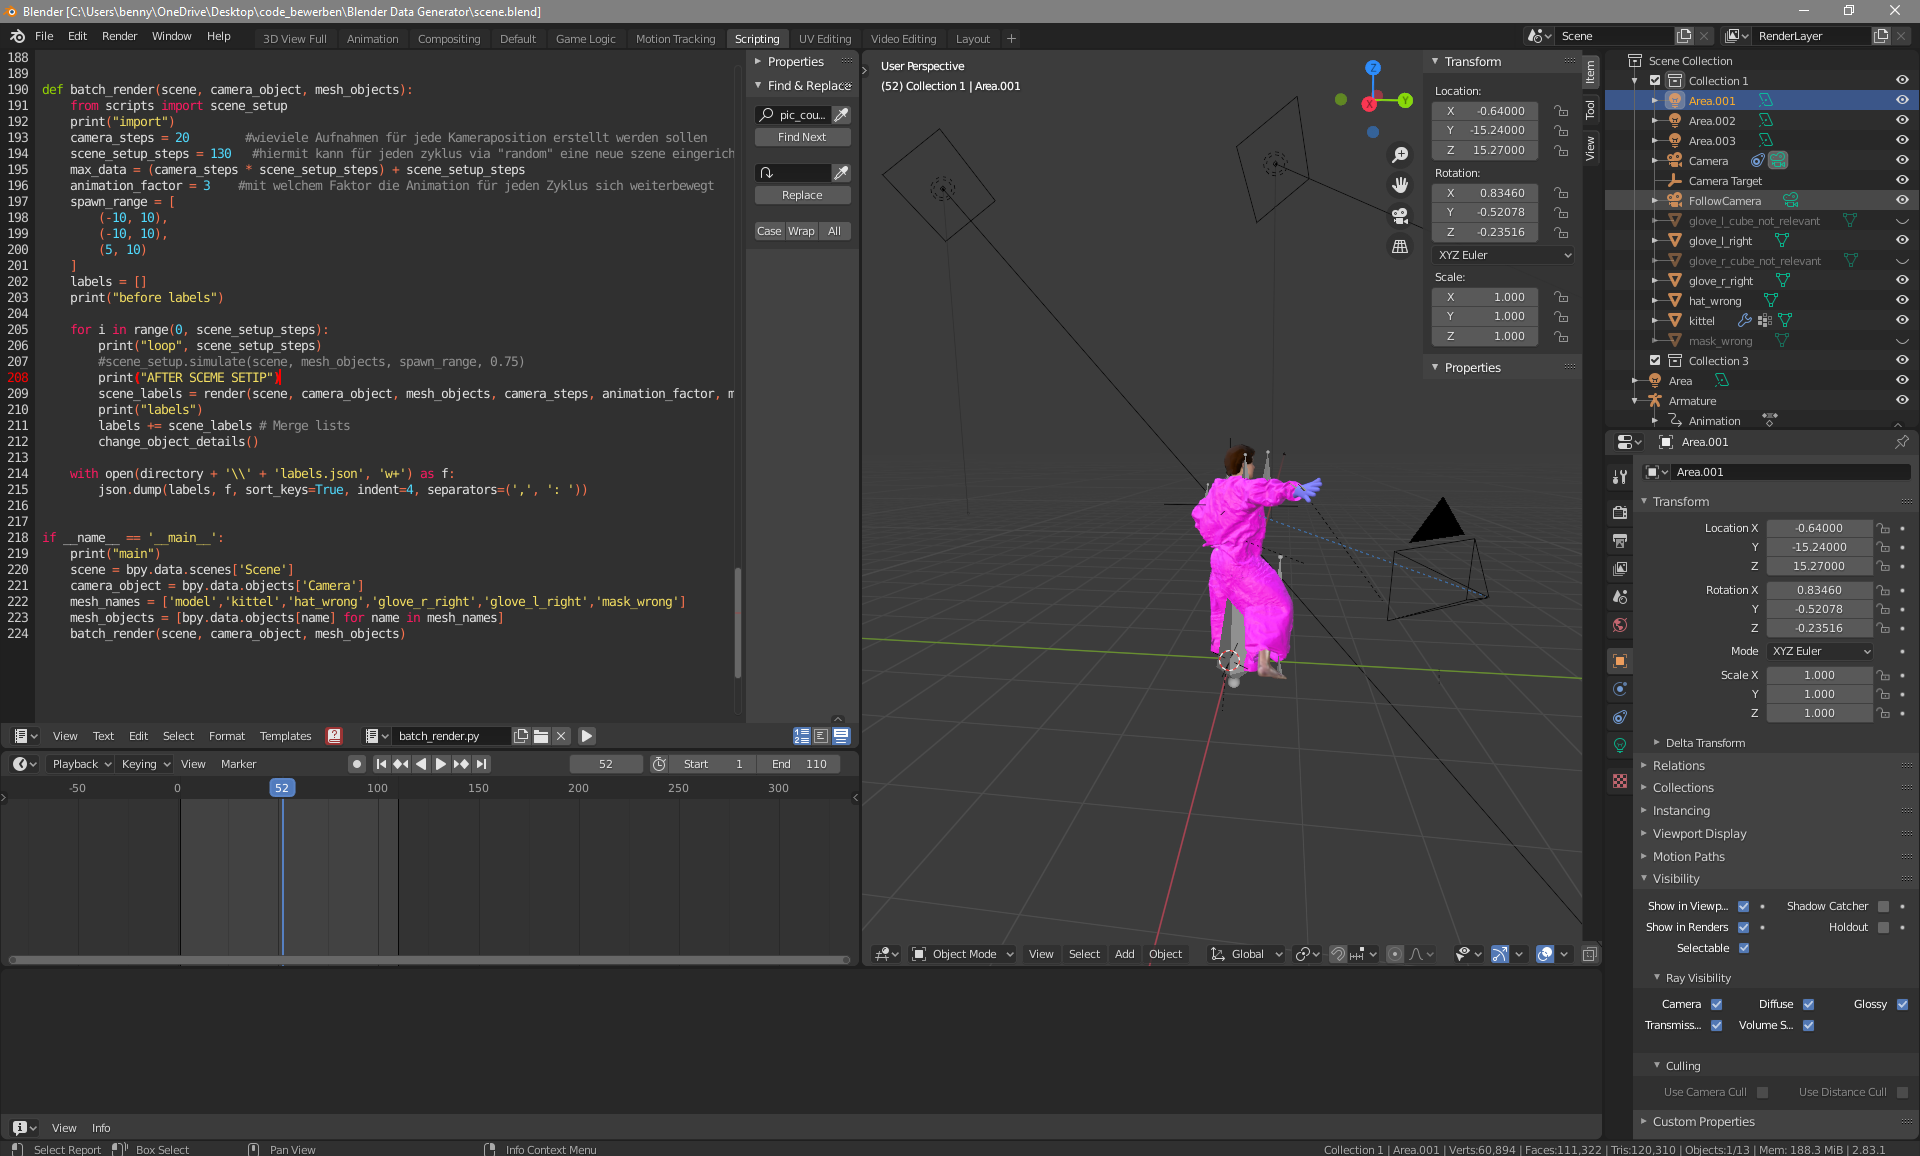 Blender [C:\Users\benny\OneDrive\Desktop\code_bewerben\Blender Data Generator\scene.blend]
File Edit Render Window Help 3D View Full Animation Compositing Default Game Logic Motion Tracking Scripting UV Editing Video Editing Layout + Scene RenderLayer
188
189
190 def batch_render(scene, camera_object, mesh_objects):
191 from scripts import scene_setup
192 print("import")
193 camera_steps = 20 #wieviele Aufnahmen für jede Kameraposition erstellt werden sollen
194 scene_setup_steps = 130 #hiermit kann für jeden zyklus via "random" eine neue szene eingerich
195 max_data = (camera_steps * scene_setup_steps) + scene_setup_steps
196 animation_factor = 3 #mit welchem Faktor die Animation für jeden Zyklus sich weiterbewegt
197 spawn_range = [
198 (-10, 10),
199 (-10, 10),
200 (5, 10)
201 ]
202 labels = []
203 print("before labels")
204
205 for i in range(0, scene_setup_steps):
206 print("loop", scene_setup_steps)
207 #scene_setup.simulate(scene, mesh_objects, spawn_range, 0.75)
208 print("AFTER SCEME SETIP")
209 scene_labels = render(scene, camera_object, mesh_objects, camera_steps, animation_factor, m
210 print("labels")
211 labels += scene_labels # Merge lists
212 change_object_details()
213
214 with open(directory + '\\' + 'labels.json', 'w+') as f:
215 json.dump(labels, f, sort_keys=True, indent=4, separators=(',', ': '))
216
217
218 if __name__ == '__main__':
219 print("main")
220 scene = bpy.data.scenes['Scene']
221 camera_object = bpy.data.objects['Camera']
222 mesh_names = ['model','kittel','hat_wrong','glove_r_right','glove_l_right','mask_wrong']
223 mesh_objects = [bpy.data.objects[name] for name in mesh_names]
224 batch_render(scene, camera_object, mesh_objects)
Properties
Find & Replace
pic_cou...
Find Next
Replace
Case Wrap All
View Text Edit Select Format Templates batch_render.py
Playback Keying View Marker 52 Start 1 End 110
-50 0 52 100 150 200 250 300
User Perspective
(52) Collection 1 | Area.001
Z
Y
X
Transform
Location:
X -0.64000
Y -15.24000
Z 15.27000
Rotation:
X 0.83460
Y -0.52078
Z -0.23516
XYZ Euler
Scale:
X 1.000
Y 1.000
Z 1.000
Properties
Item
Tool
View
Object Mode View Select Add Object Global
Scene Collection
Collection 1
Area.001
Area.002
Area.003
Camera
Camera Target
FollowCamera
glove_l_cube_not_relevant
glove_l_right
glove_r_cube_not_relevant
glove_r_right
hat_wrong
kittel
mask_wrong
Collection 3
Area
Armature
Animation
Area.001
Area.001
Transform
Location X -0.64000
Y -15.24000
Z 15.27000
Rotation X 0.83460
Y -0.52078
Z -0.23516
Mode XYZ Euler
Scale X 1.000
Y 1.000
Z 1.000
Delta Transform
Relations
Collections
Instancing
Viewport Display
Motion Paths
Visibility
Show in Viewp... Shadow Catcher
Show in Renders Holdout
Selectable
Ray Visibility
Camera Diffuse Glossy
Transmiss... Volume S...
Culling
Use Camera Cull Use Distance Cull
Custom Properties
View Info
Select Report Box Select Pan View Info Context Menu Collection 1 | Area.001 | Verts:60,894 | Faces:111,322 | Tris:120,310 | Objects:1/13 | Mem: 188.3 MiB | 2.83.1